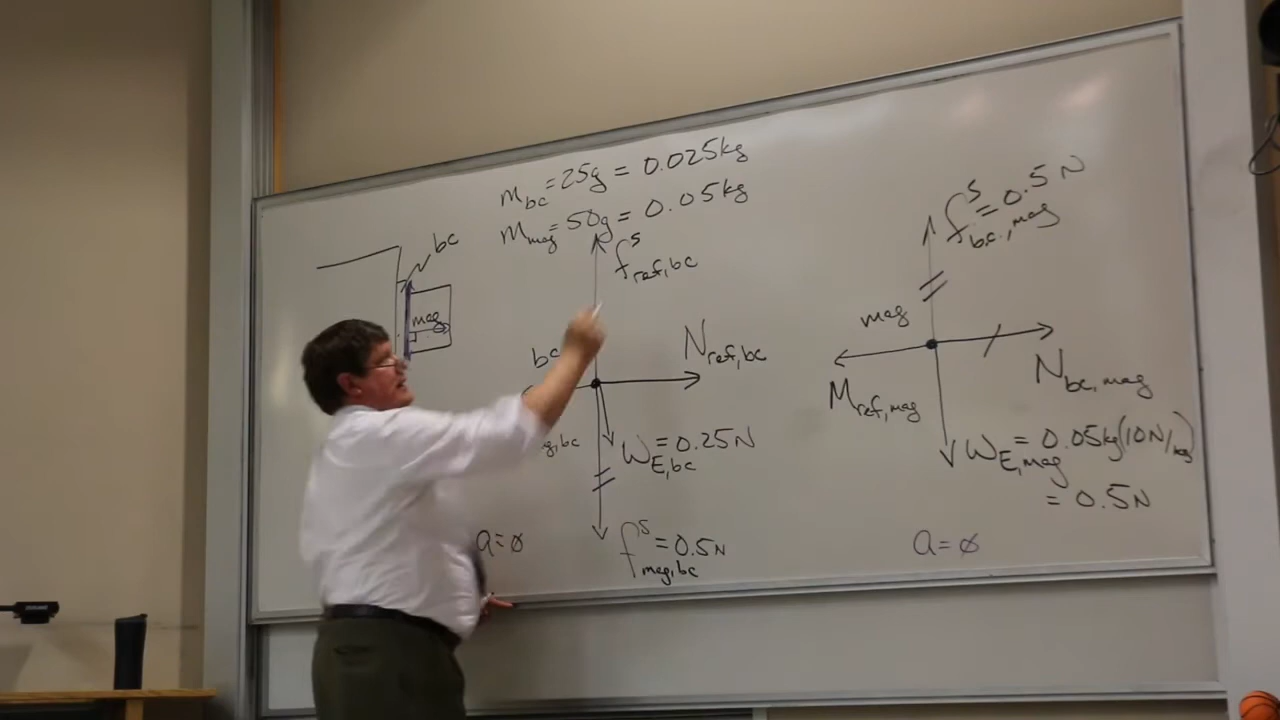 m_bc = 25g = 0.025kg
m_mag = 50g = 0.05kg
bc
mag
f^s_ref,bc
bc
N_ref,bc
g,bc
W_E,bc = 0.25N
f^s_mag,bc = 0.5N
a=∅
f^s_bc,mag = 0.5N
mag
M_ref,mag
N_bc,mag
W_E,mag = 0.05kg(10N/kg)
= 0.5N
a=∅